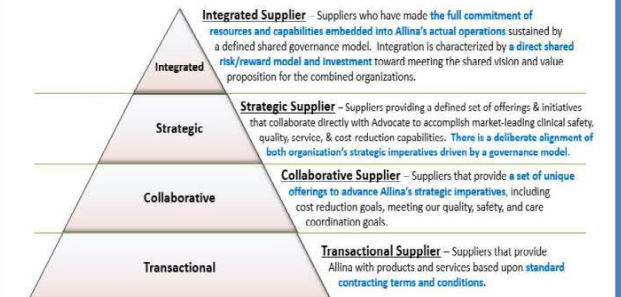 Integrated Supplier – Suppliers who have made the full commitment of
resources and capabilities embedded into Allina's actual operations sustained by
a defined shared governance model. Integration is characterized by a direct shared
risk/reward model and investment toward meeting the shared vision and value
proposition for the combined organizations.
Integrated
Strategic Supplier – Suppliers providing a defined set of offerings & initiatives
that collaborate directly with Advocate to accomplish market-leading clinical safety,
quality, service, & cost reduction capabilities. There is a deliberate alignment of
both organization's strategic imperatives driven by a governance model.
Strategic
Collaborative Supplier – Suppliers that provide a set of unique
offerings to advance Allina's strategic imperatives, including
cost reduction goals, meeting our quality, safety, and care
coordination goals.
Collaborative
Transactional Supplier – Suppliers that provide
Allina with products and services based upon standard
contracting terms and conditions.
Transactional